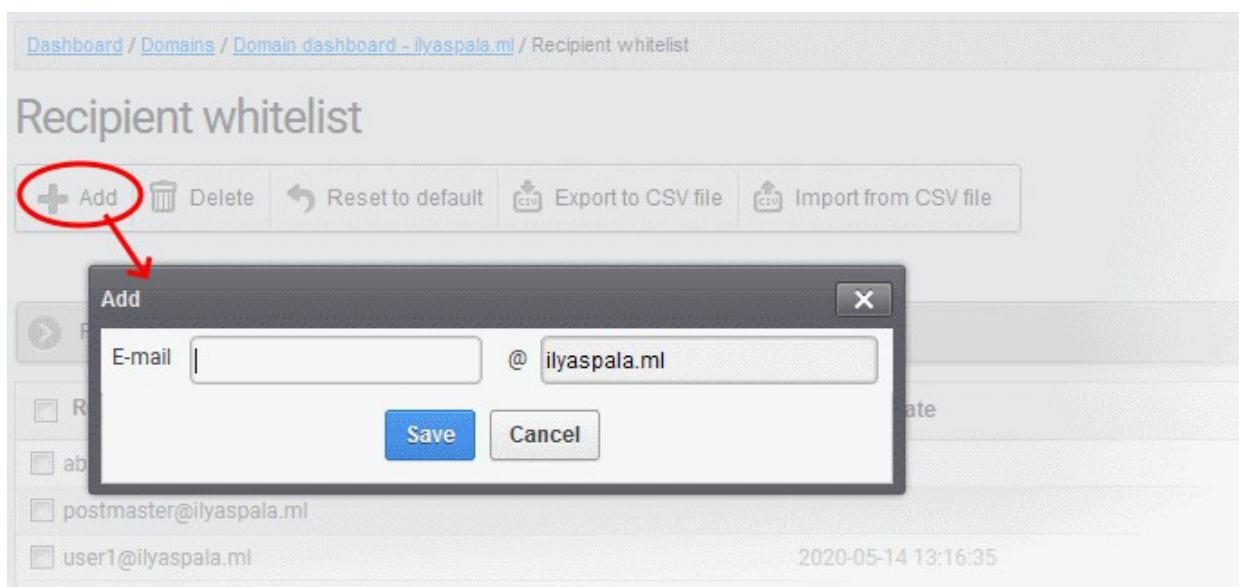 Dashboard / Domains / Domain dashboard - ilyaspala.ml / Recipient whitelist
Recipient whitelist
Add Delete Reset to default Export to CSV file Import from CSV file
Add
E-mail @ ilyaspala.ml
Save Cancel
postmaster@ilyaspala.ml
user1@ilyaspala.ml 2020-05-14 13:16:35